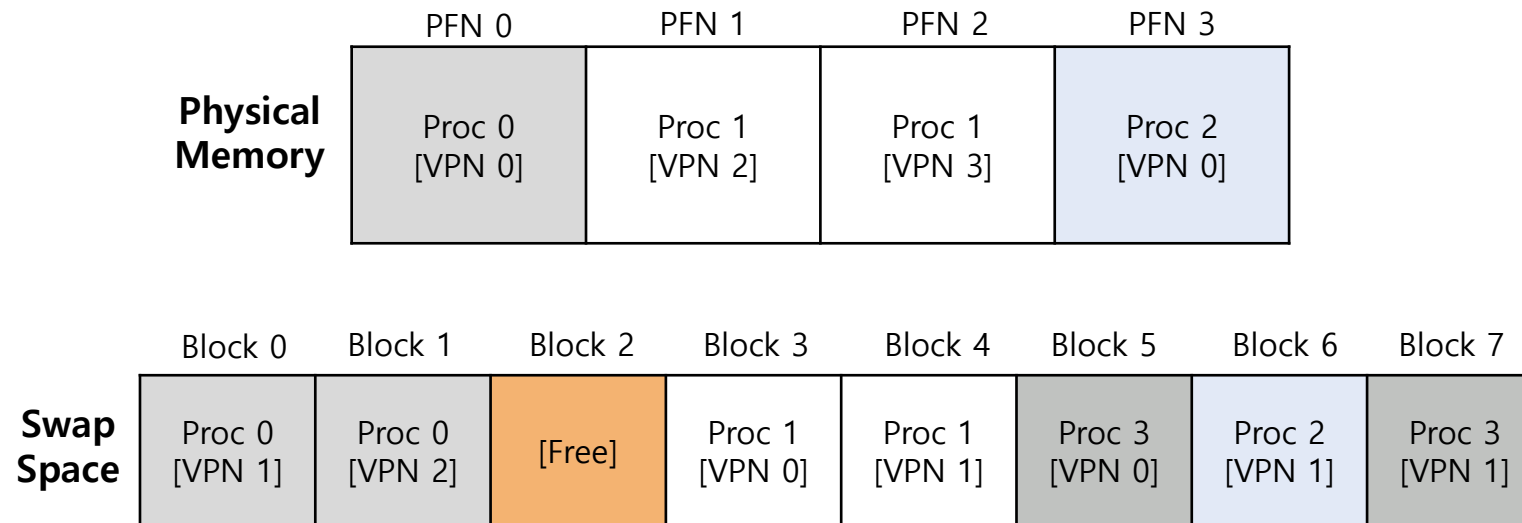 PFN 0 PFN 1 PFN 2 PFN 3
Physical
Memory
Proc 0
[VPN 0]
Proc 1
[VPN 2]
Proc 1
[VPN 3]
Proc 2
[VPN 0]
Block 0 Block 1 Block 2 Block 3 Block 4 Block 5 Block 6 Block 7
Swap
Space
Proc 0
[VPN 1]
Proc 0
[VPN 2]
[Free]
Proc 1
[VPN 0]
Proc 1
[VPN 1]
Proc 3
[VPN 0]
Proc 2
[VPN 1]
Proc 3
[VPN 1]